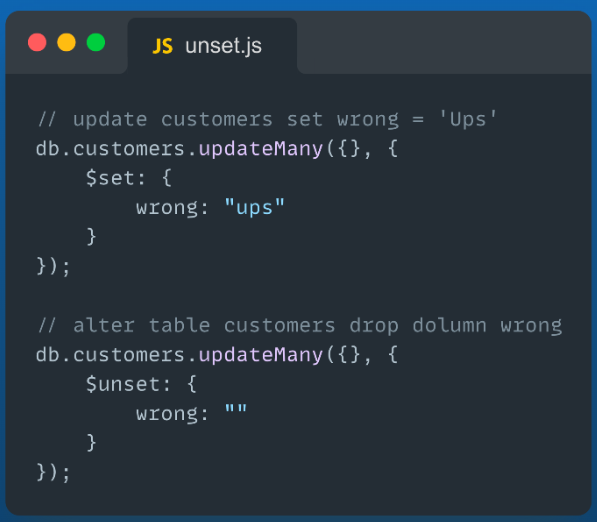 JS unset.js
// update customers set wrong = 'Ups'
db.customers.updateMany({}, {
    $set: {
        wrong: "ups"
    }
});

// alter table customers drop dolumn wrong
db.customers.updateMany({}, {
    $unset: {
        wrong: ""
    }
});